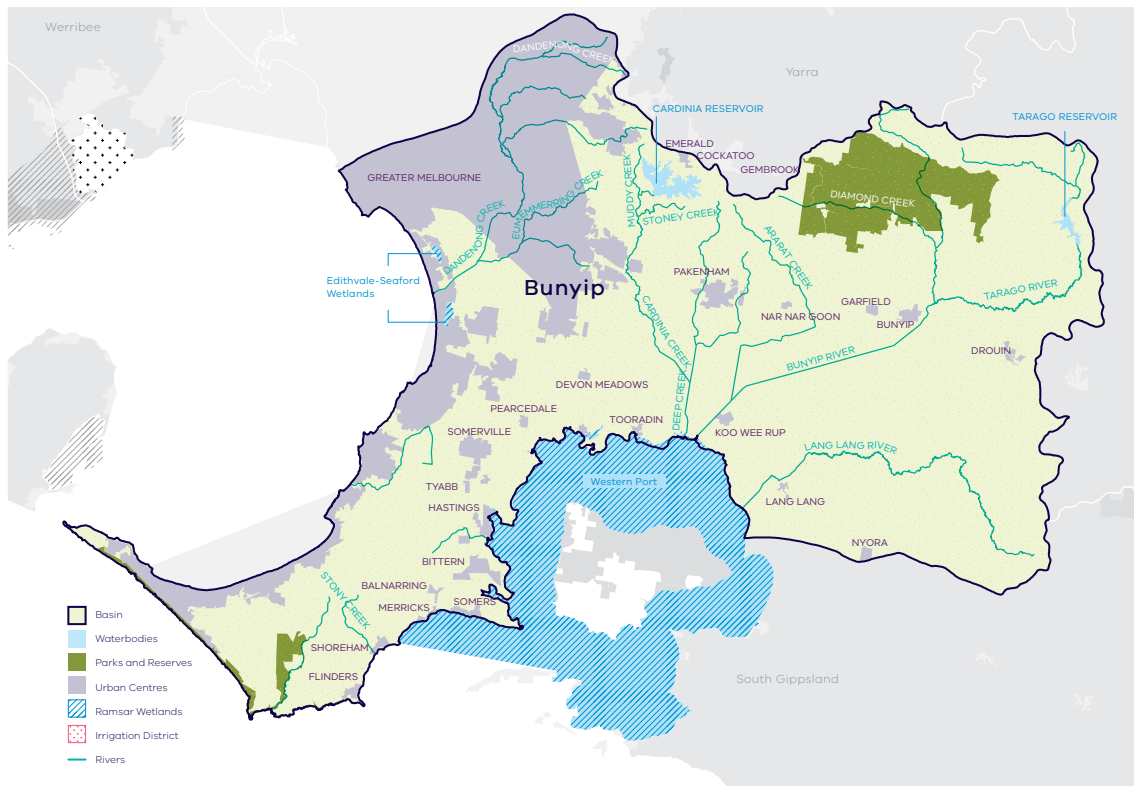 Werribee
DANDENONG CREEK
Yarra
CARDINIA RESERVOIR
TARAGO RESERVOIR
EMERALD
COCKATOO
GEMBROOK
GREATER MELBOURNE
MUDDY CREEK
DIAMOND CREEK
EUMEMMERRING CREEK
DANDENONG CREEK
STONEY CREEK
ARARAT CREEK
Edithvale-Seaford
Wetlands
Bunyip
PAKENHAM
TARAGO RIVER
GARFIELD
NAR NAR GOON
BUNYIP
CARDINIA CREEK
BUNYIP RIVER
DROUIN
DEVON MEADOWS
DEEP CREEK
PEARCEDALE
TOORADIN
SOMERVILLE
KOO WEE RUP
LANG LANG RIVER
Western Port
TYABB
LANG LANG
HASTINGS
NYORA
BITTERN
STONY CREEK
BALNARRING
MERRICKS
SOMERS
SHOREHAM
FLINDERS
South Gippsland
Basin
Waterbodies
Parks and Reserves
Urban Centres
Ramsar Wetlands
Irrigation District
Rivers